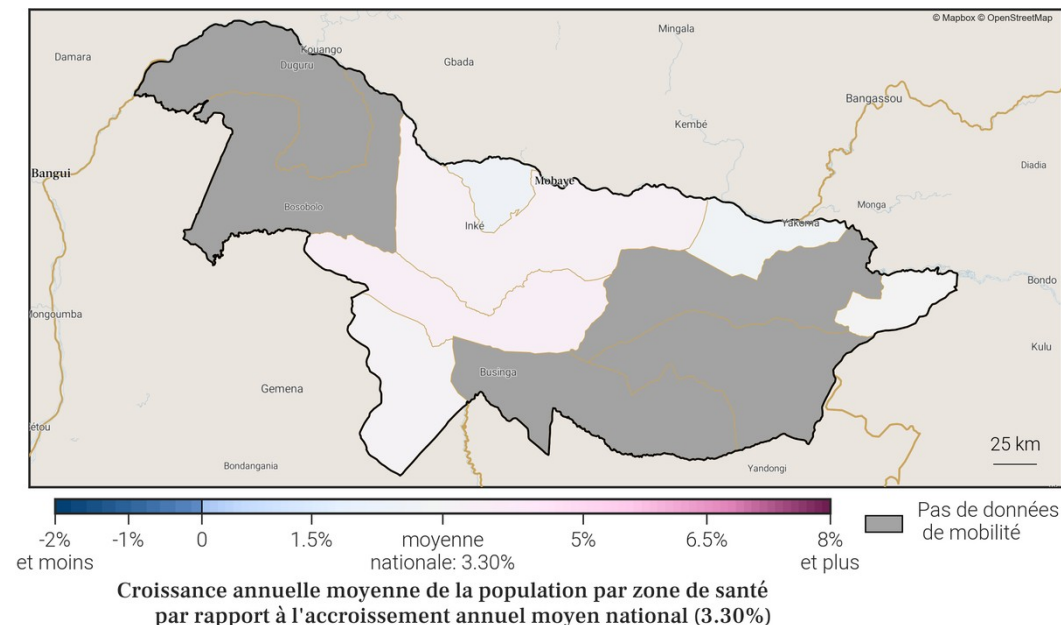 © Mapbox © OpenStreetMap
Damara
Kouango
Duguru
Gbada
Mingala
Bangassou
Kembé
Diadia
Bangui
Mobaye
Monga
Bosobolo
Inké
Yakoma
Bondo
Mongoumba
Kulu
Businga
Gemena
étou
Bondangania
Yandongi
25 km
-2%
et moins
-1%
0
1.5%
moyenne
nationale: 3.30%
5%
6.5%
8%
et plus
Pas de données
de mobilité
Croissance annuelle moyenne de la population par zone de santé
par rapport à l'accroissement annuel moyen national (3.30%)